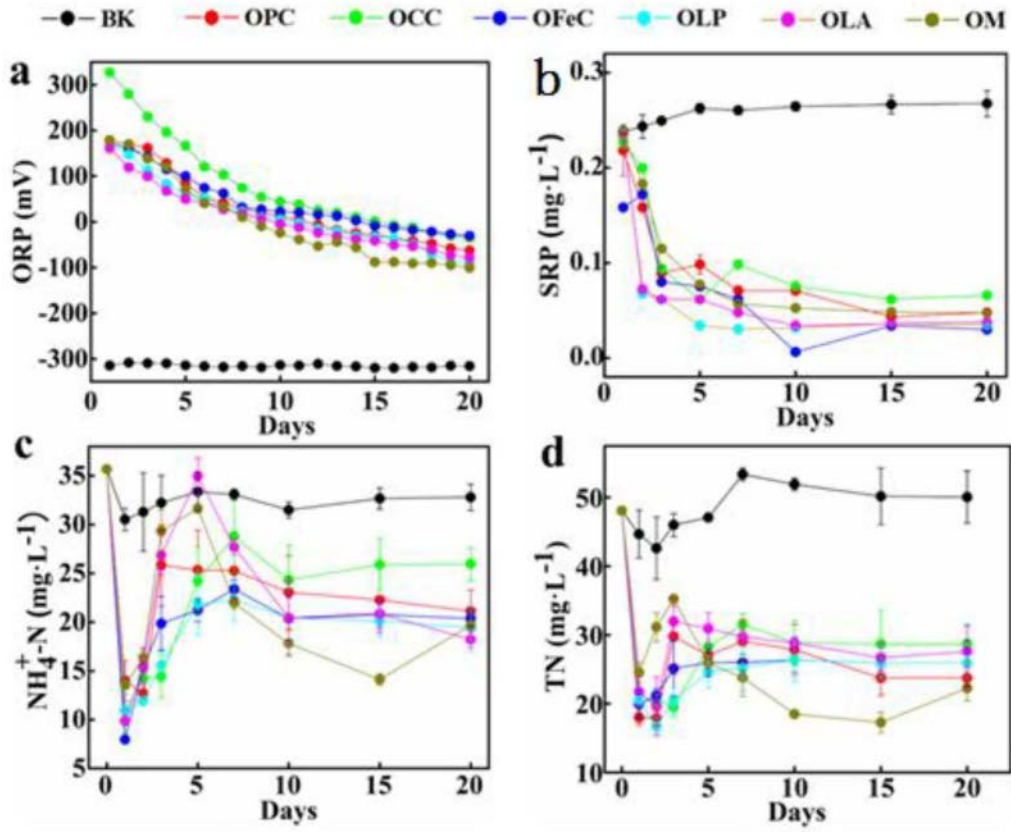 BK OPC OCC OFeC OLP OLA OM
a
300
200
100
0
-100
-200
-300
ORP (mV)
0 5 10 15 20
Days
b
0.3
0.2
0.1
0.0
SRP (mg·L⁻¹)
0 5 10 15 20
Days
c
35
30
25
20
15
10
5
NH₄⁺-N (mg·L⁻¹)
0 5 10 15 20
Days
d
50
40
30
20
10
TN (mg·L⁻¹)
0 5 10 15 20
Days